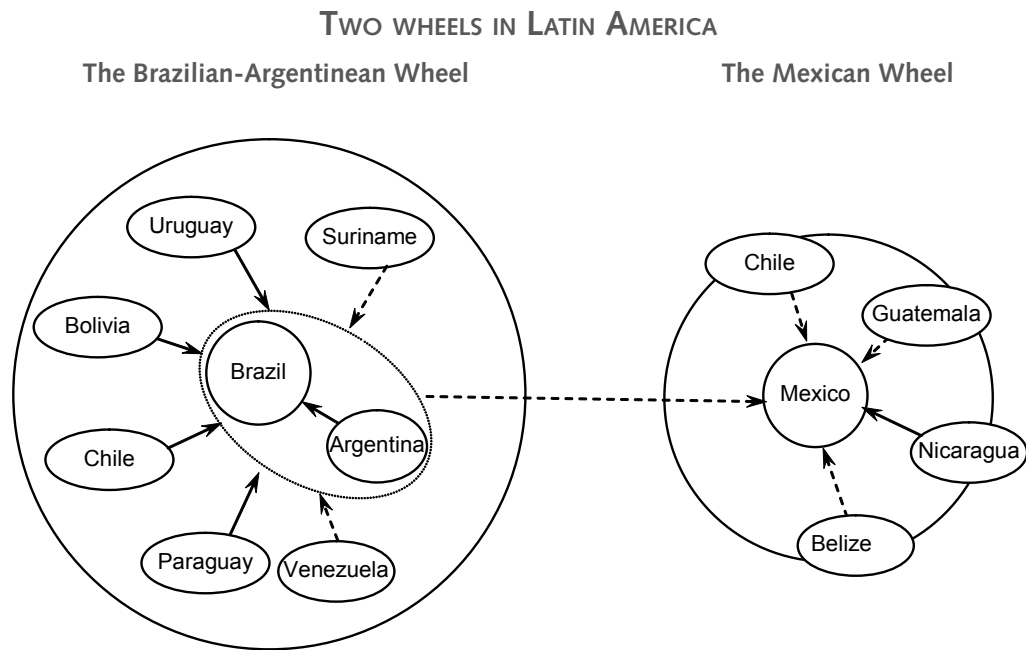 Two wheels in Latin America
The Brazilian-Argentinean Wheel
The Mexican Wheel
Uruguay
Suriname
Bolivia
Brazil
Argentina
Chile
Paraguay
Venezuela
Chile
Guatemala
Mexico
Nicaragua
Belize